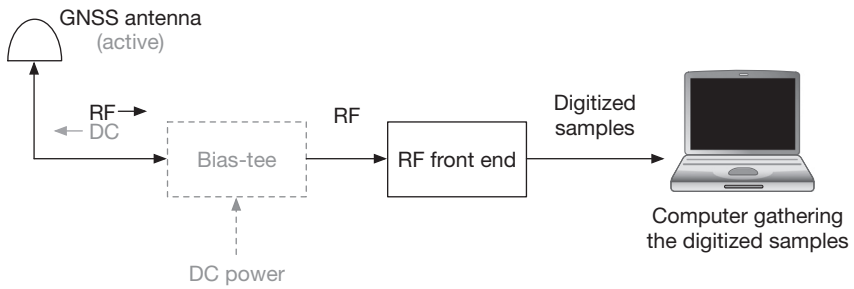 GNSS antenna
(active)
RF
DC
Bias-tee
RF
RF front end
Digitized
samples
DC power
Computer gathering
the digitized samples